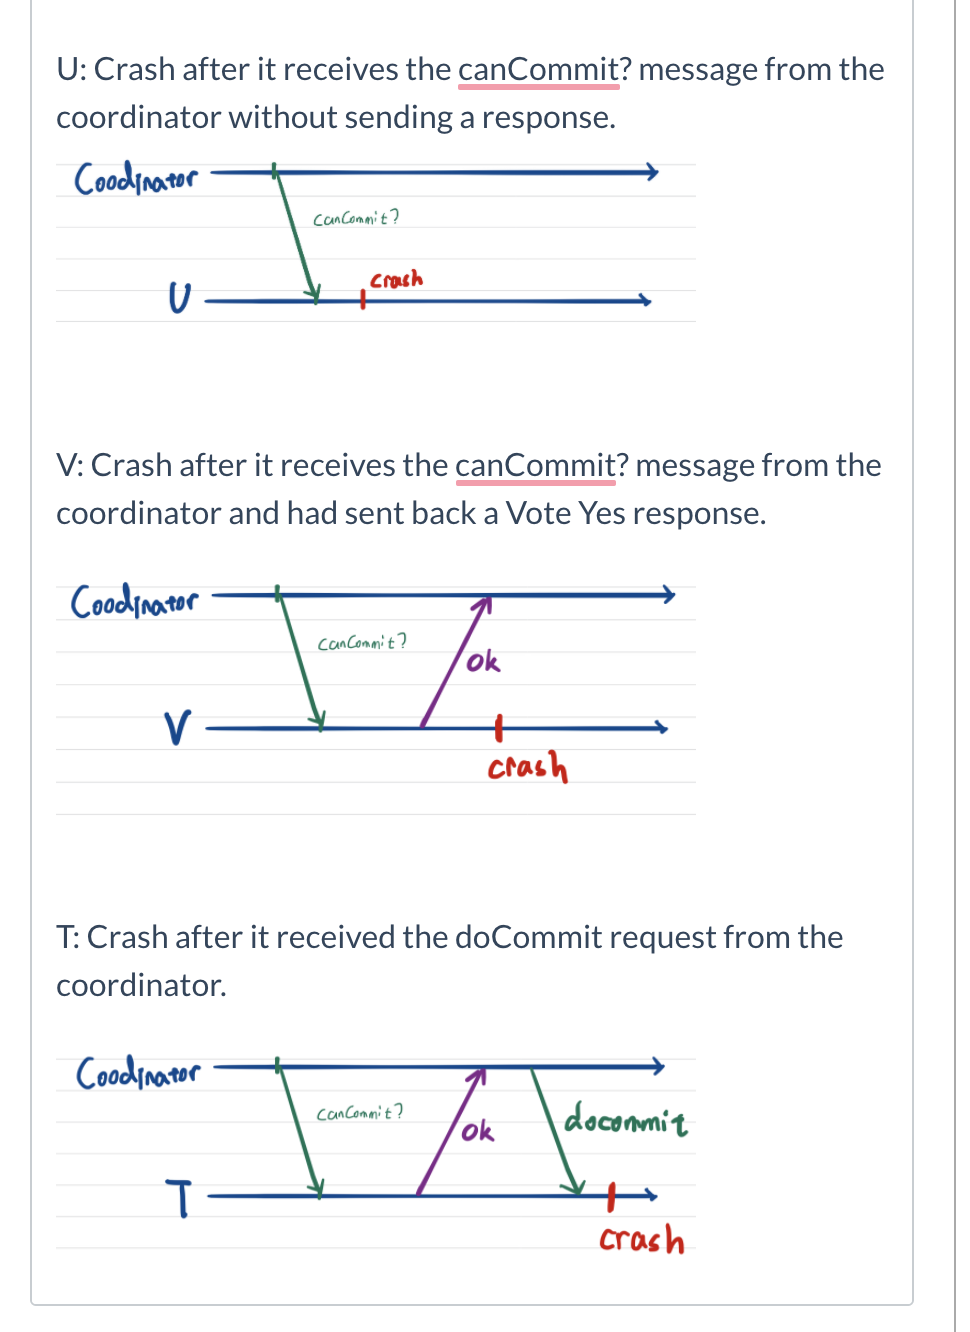 U: Crash after it receives the canCommit? message from the
coordinator without sending a response.
Coodinator
canCommit?
crash
U
V: Crash after it receives the canCommit? message from the
coordinator and had sent back a Vote Yes response.
Coodinator
canCommit?
ok
V
crash
T: Crash after it received the doCommit request from the
coordinator.
Coodinator
canCommit?
docommit
ok
T
crash